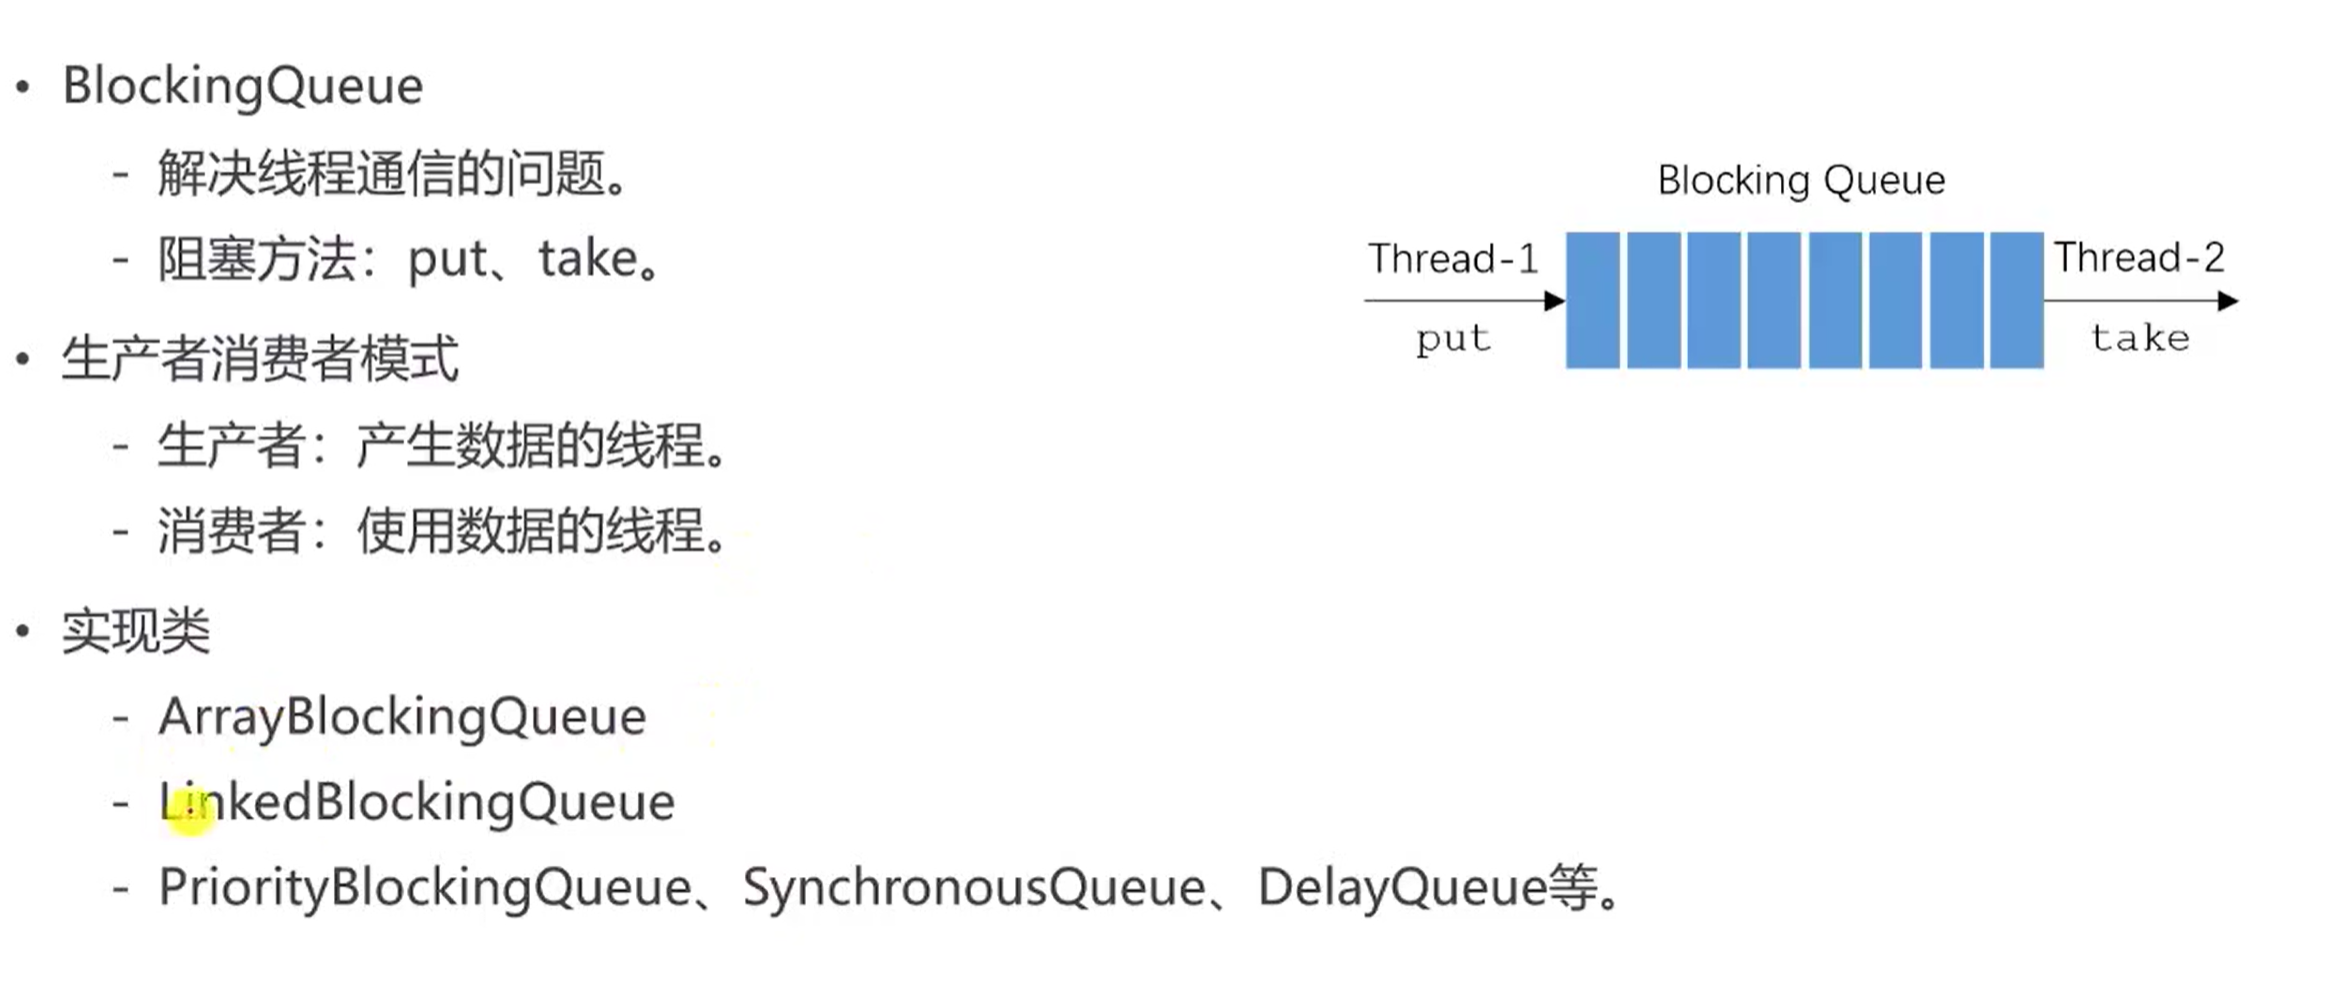 • BlockingQueue
- 解决线程通信的问题。
- 阻塞方法：put、take。
• 生产者消费者模式
- 生产者：产生数据的线程。
- 消费者：使用数据的线程。
• 实现类
- ArrayBlockingQueue
- LinkedBlockingQueue
- PriorityBlockingQueue、SynchronousQueue、DelayQueue等。
Blocking Queue
Thread-1
put
Thread-2
take